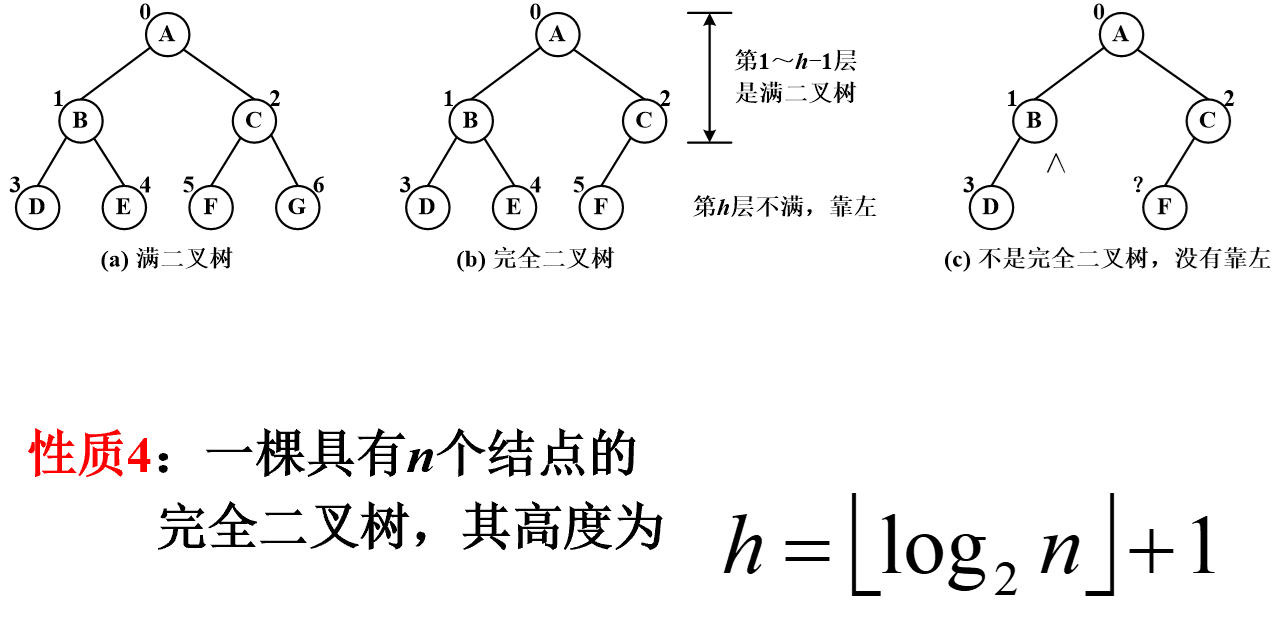 0
A
1
B
2
C
3
D
4
E
5
F
6
G
(a) 满二叉树
0
A
1
B
2
C
3
D
4
E
5
F
(b) 完全二叉树
第1～h−1层
是满二叉树
第h层不满，靠左
0
A
1
B
2
C
∧
3
D
?
F
(c) 不是完全二叉树，没有靠左
性质4：一棵具有n个结点的
完全二叉树，其高度为
h = ⌊log₂ n⌋ + 1